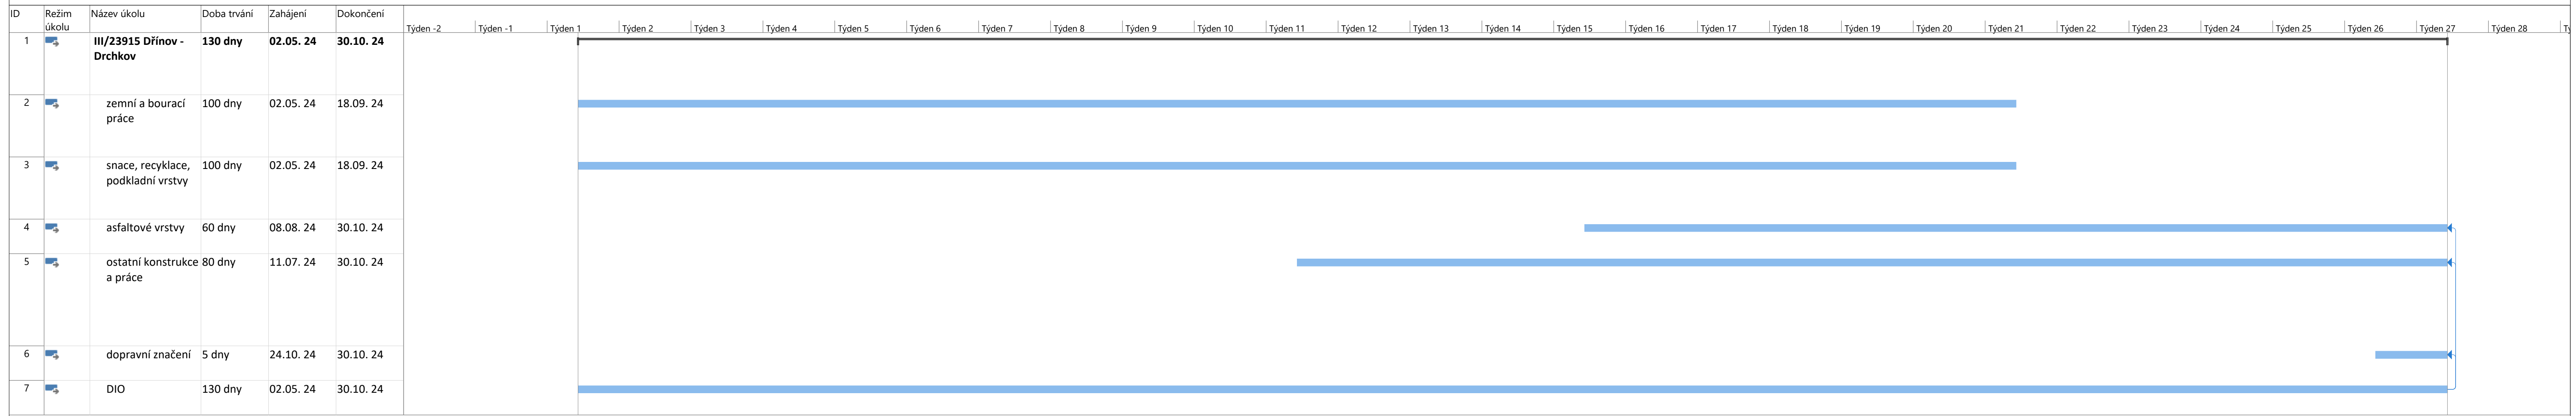 ID Režim úkolu Název úkolu Doba trvání Zahájení Dokončení
Týden -2 Týden -1 Týden 1 Týden 2 Týden 3 Týden 4 Týden 5 Týden 6 Týden 7 Týden 8 Týden 9 Týden 10 Týden 11 Týden 12 Týden 13 Týden 14 Týden 15 Týden 16 Týden 17 Týden 18 Týden 19 Týden 20 Týden 21 Týden 22 Týden 23 Týden 24 Týden 25 Týden 26 Týden 27 Týden 28
1 III/23915 Dřínov - 130 dny 02.05. 24 30.10. 24
Drchkov
2 zemní a bourací 100 dny 02.05. 24 18.09. 24
práce
3 snace, recyklace, 100 dny 02.05. 24 18.09. 24
podkladní vrstvy
4 asfaltové vrstvy 60 dny 08.08. 24 30.10. 24
5 ostatní konstrukce 80 dny 11.07. 24 30.10. 24
a práce
6 dopravní značení 5 dny 24.10. 24 30.10. 24
7 DIO 130 dny 02.05. 24 30.10. 24